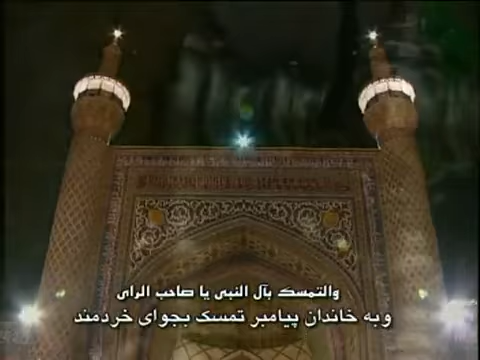 والتمسک بآل النبی یا صاحب الرای
وبه خاندان پیامبر تمسک بجوای خردمند